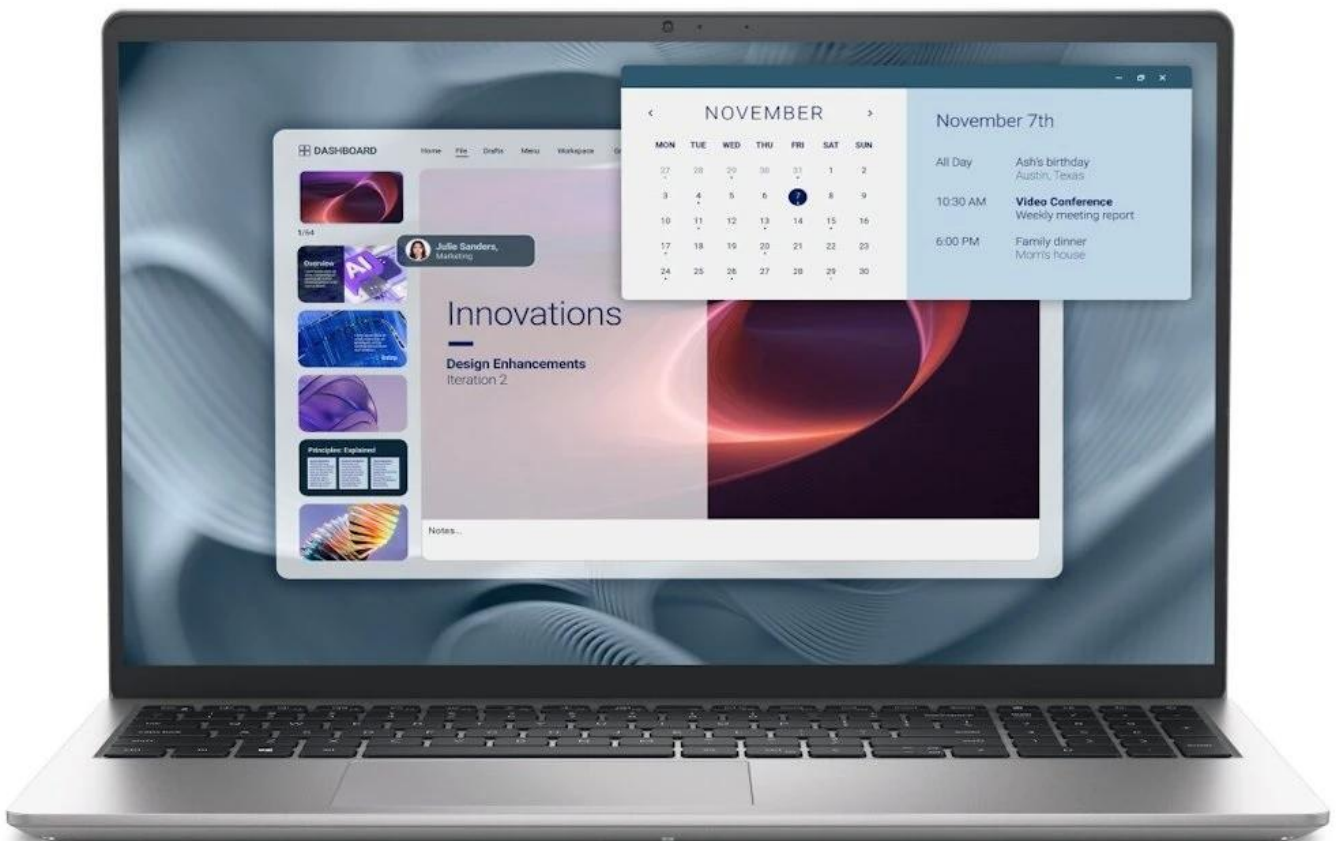 DASHBOARD
Home File Drafts Menu Workspace
1/64
Overview
AI
Principles: Explained
Julie Sanders,
Marketing
Innovations
Design Enhancements
Iteration 2
Notes...
NOVEMBER
MON TUE WED THU FRI SAT SUN
27 28 29 30 31 1 2
3 4 5 6 7 8 9
10 11 12 13 14 15 16
17 18 19 20 21 22 23
24 25 26 27 28 29 30
November 7th
All Day Ash's birthday
Austin, Texas
10:30 AM Video Conference
Weekly meeting report
6:00 PM Family dinner
Mom's house